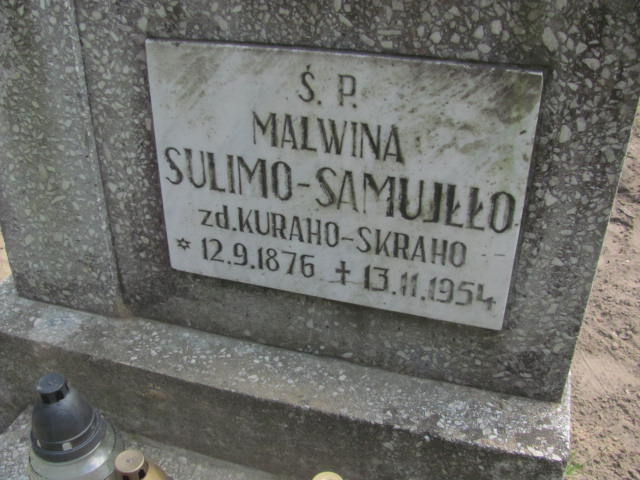 Ś. P.
MALWINA
SULIMO-SAMUJŁŁO
zd. KURAHO-SKRAHO
* 12.9.1876 † 13.11.1954